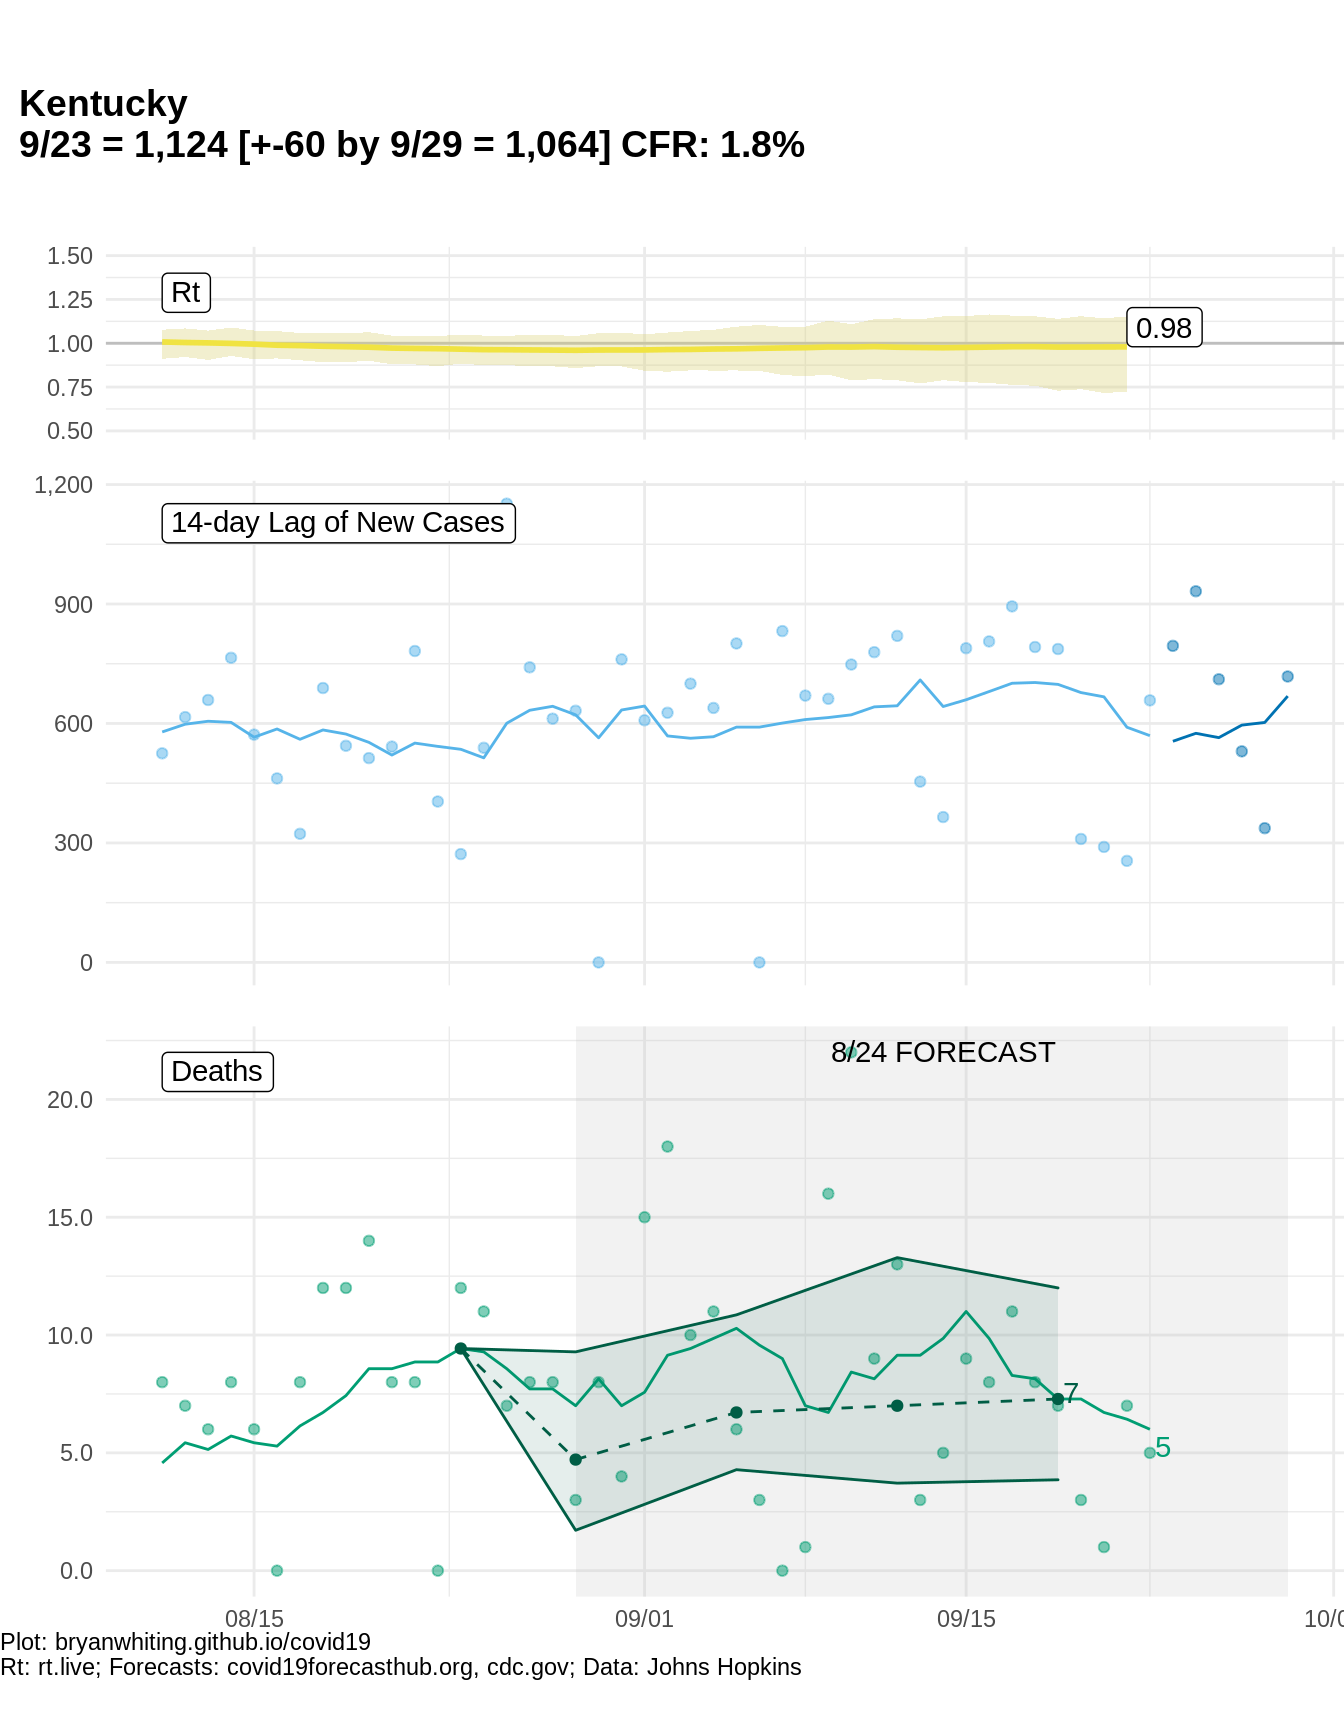 Kentucky
9/23 = 1,124 [+-60 by 9/29 = 1,064] CFR: 1.8%
1.50
Rt
1.25
0.98
1.00
0.75
0.50
1,200
14-day Lag of New Cases
900
600
300
0
8/24 FORECAST
Deaths
20.0
15.0
10.0
7
5.0
5
0.0
08/15
09/01
09/15
10/0
Plot: bryanwhiting.github.io/covid19
Rt: rt.live; Forecasts: covid19forecasthub.org, cdc.gov; Data: Johns Hopkins